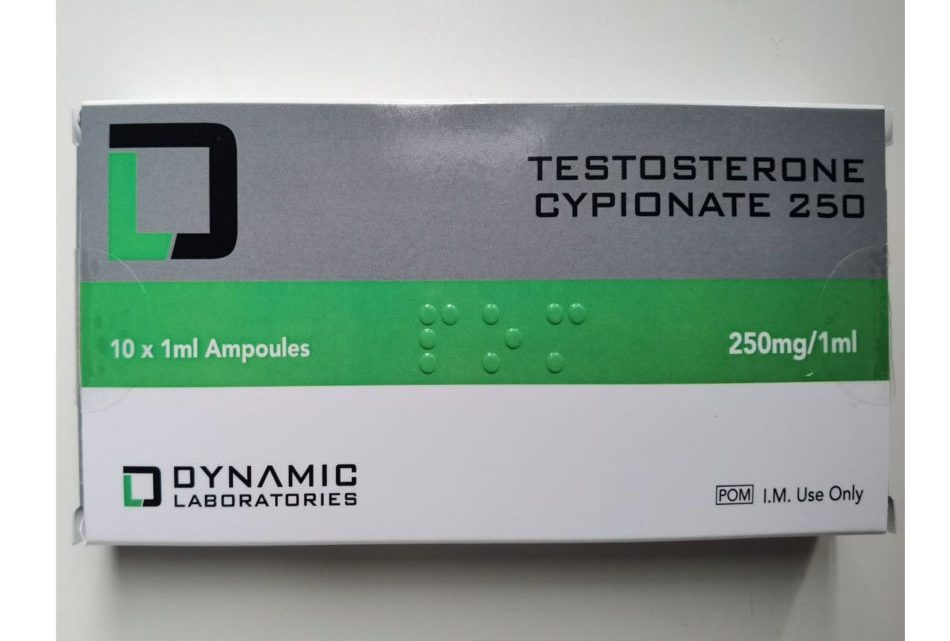 TESTOSTERONE
CYPIONATE 250
10 x 1ml Ampoules
250mg/1ml
DYNAMIC
LABORATORIES
POM I.M. Use Only